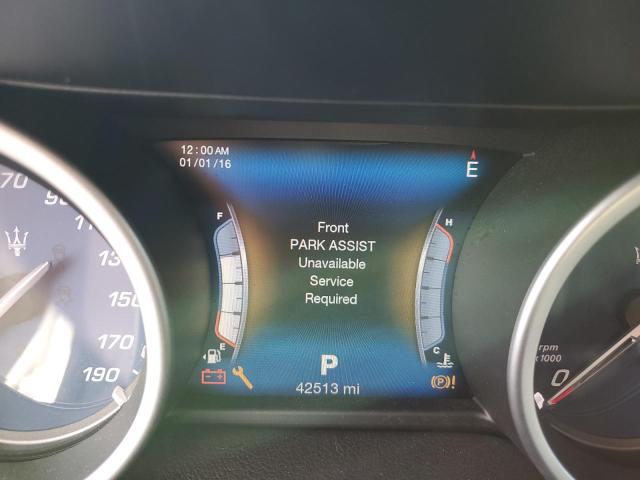 12:00 AM
01/01/16
E
70
90
F
H
Front
PARK ASSIST
Unavailable
Service
Required
130
150
170
190
E
C
P
42513 mi
P!
rpm
x1000
0